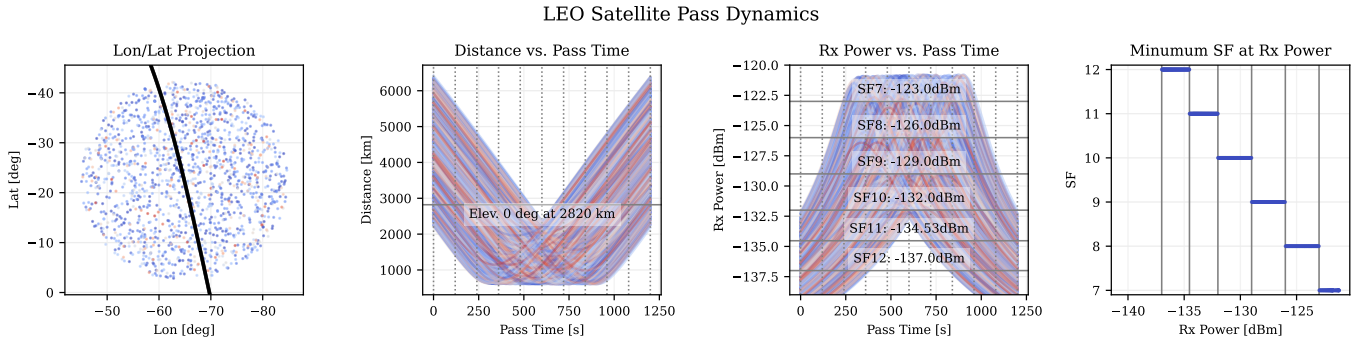 LEO Satellite Pass Dynamics
Lon/Lat Projection
−40
−30
−20
−10
0
Lat [deg]
−50
−60
−70
−80
Lon [deg]
Distance vs. Pass Time
6000
5000
4000
3000
2000
1000
Distance [km]
Elev. 0 deg at 2820 km
0
250
500
750
1000
1250
Pass Time [s]
Rx Power vs. Pass Time
−120.0
−122.5
−125.0
−127.5
−130.0
−132.5
−135.0
−137.5
Rx Power [dBm]
SF7: -123.0dBm
SF8: -126.0dBm
SF9: -129.0dBm
SF10: -132.0dBm
SF11: -134.53dBm
SF12: -137.0dBm
0
250
500
750
1000
1250
Pass Time [s]
Minumum SF at Rx Power
12
11
10
9
8
7
SF
−140
−135
−130
−125
Rx Power [dBm]